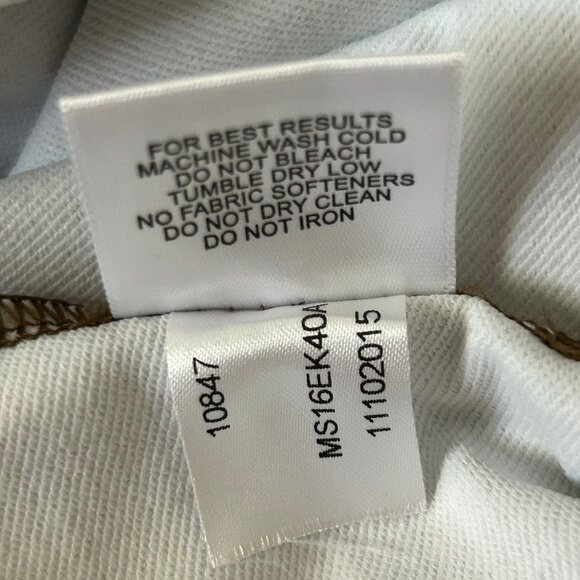 FOR BEST RESULTS
MACHINE WASH COLD
DO NOT BLEACH
TUMBLE DRY LOW
NO FABRIC SOFTENERS
DO NOT DRY CLEAN
DO NOT IRON
10847
MS16EK40A
11102015